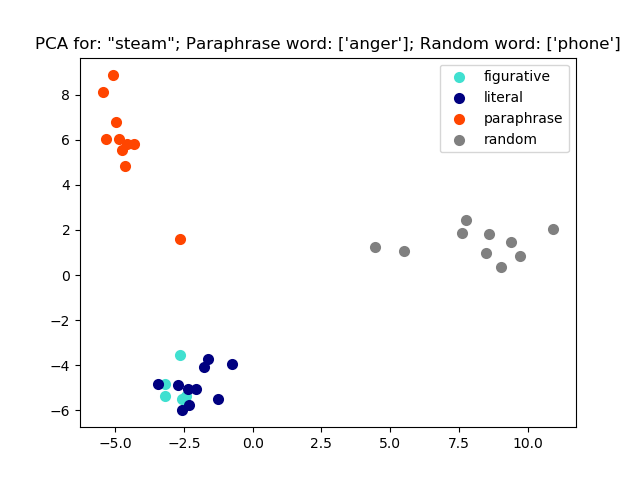 PCA for: "steam"; Paraphrase word: ['anger']; Random word: ['phone']
figurative
literal
paraphrase
random
8
6
4
2
0
−2
−4
−6
−5.0 −2.5 0.0 2.5 5.0 7.5 10.0